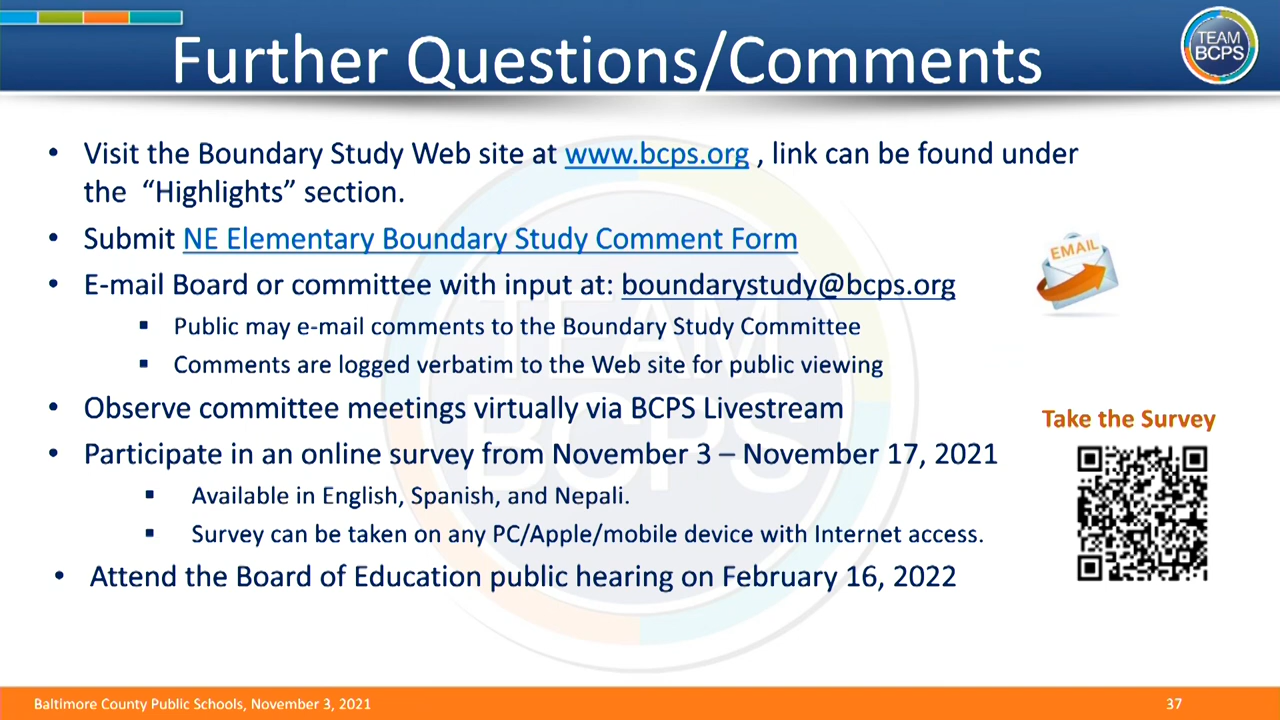 Further Questions/Comments
TEAM
BCPS
• Visit the Boundary Study Web site at www.bcps.org , link can be found under
the “Highlights” section.
• Submit NE Elementary Boundary Study Comment Form
EMAIL
• E-mail Board or committee with input at: boundarystudy@bcps.org
▪ Public may e-mail comments to the Boundary Study Committee
▪ Comments are logged verbatim to the Web site for public viewing
• Observe committee meetings virtually via BCPS Livestream
Take the Survey
• Participate in an online survey from November 3 – November 17, 2021
▪ Available in English, Spanish, and Nepali.
▪ Survey can be taken on any PC/Apple/mobile device with Internet access.
• Attend the Board of Education public hearing on February 16, 2022
TEAM
BCPS
Baltimore County Public Schools, November 3, 2021
37